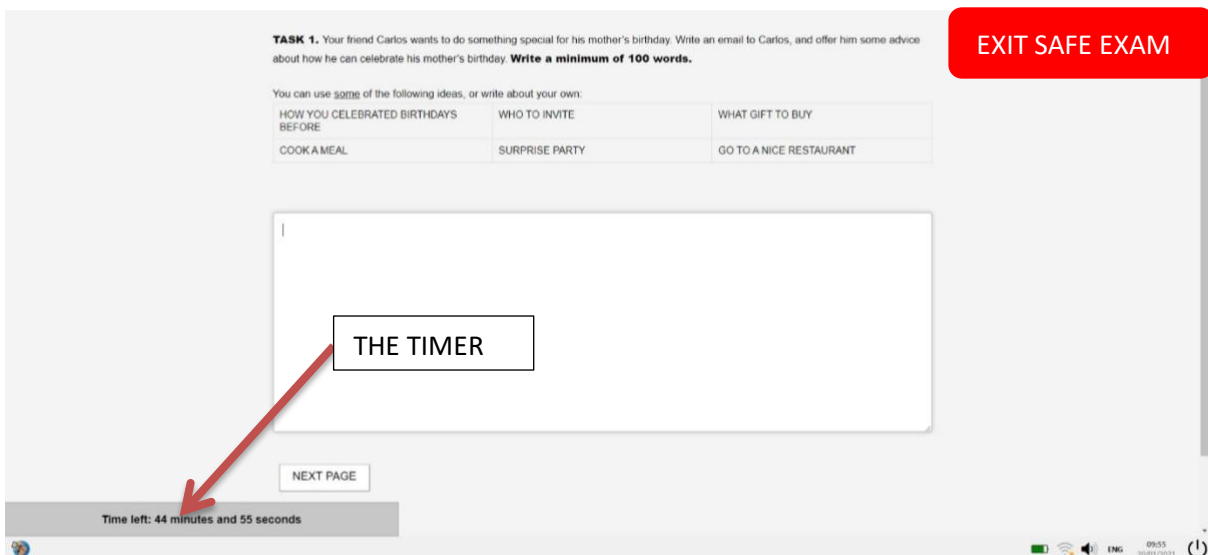 TASK 1. Your friend Carlos wants to do something special for his mother's birthday. Write an email to Carlos, and offer him some advice
about how he can celebrate his mother's birthday. Write a minimum of 100 words.
EXIT SAFE EXAM
You can use some of the following ideas, or write about your own:
HOW YOU CELEBRATED BIRTHDAYS
BEFORE
WHO TO INVITE
WHAT GIFT TO BUY
COOK A MEAL
SURPRISE PARTY
GO TO A NICE RESTAURANT
THE TIMER
NEXT PAGE
Time left: 44 minutes and 55 seconds
ENG
09:55